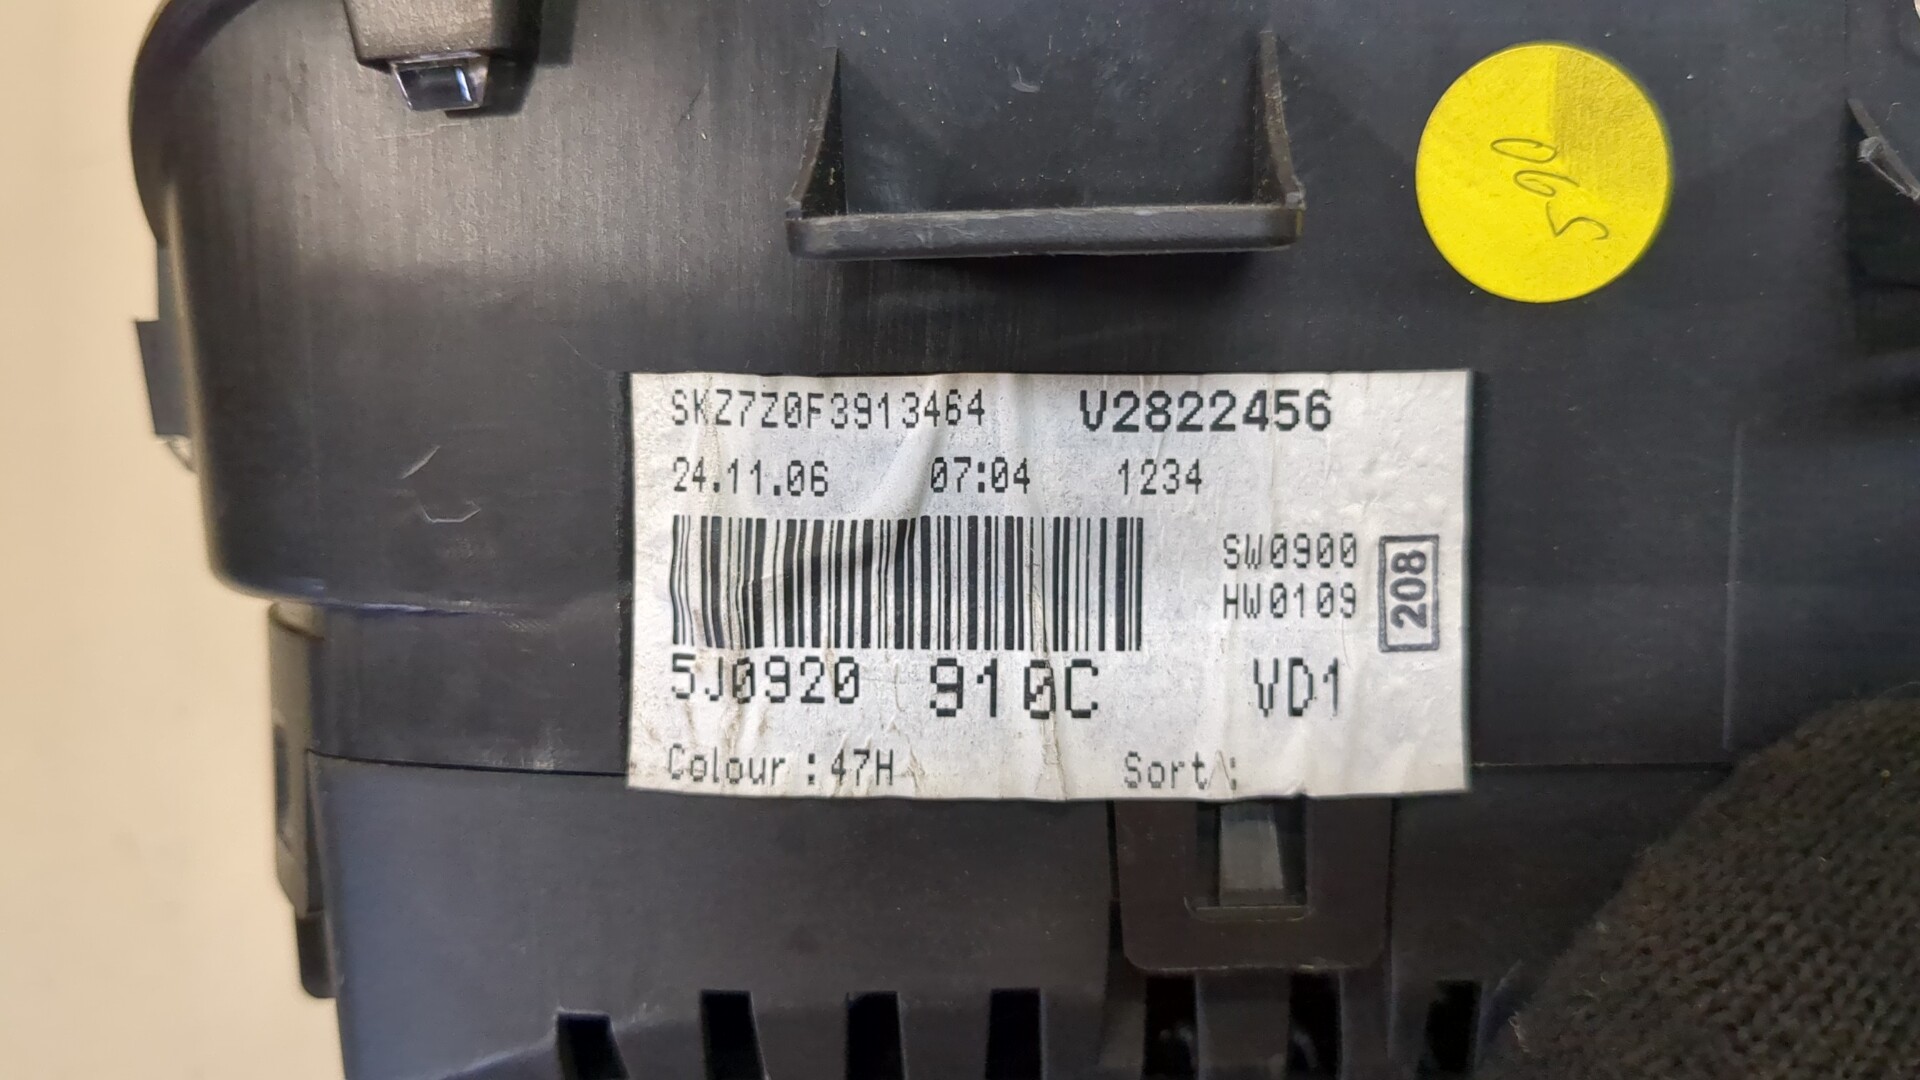 590
SKZ7Z0F3913464 V2822456
24.11.06 07:04 1234
SW0900
HW0109
208
5J0920 910C VD1
Colour : 47H Sort :